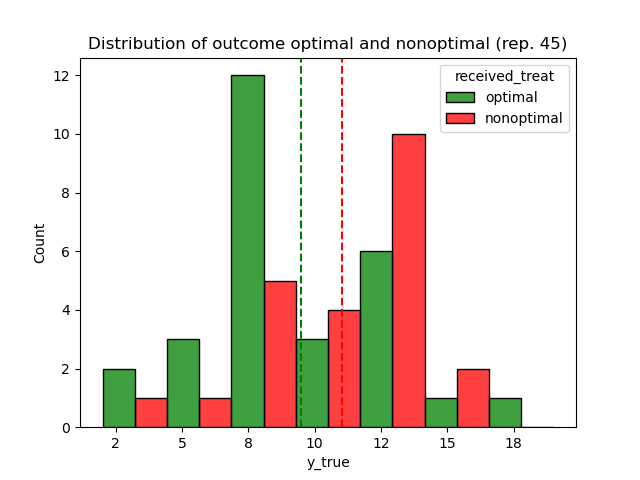 Distribution of outcome optimal and nonoptimal (rep. 45)
received_treat
optimal
nonoptimal
Count
12
10
8
6
4
2
0
2 5 8 10 12 15 18
y_true